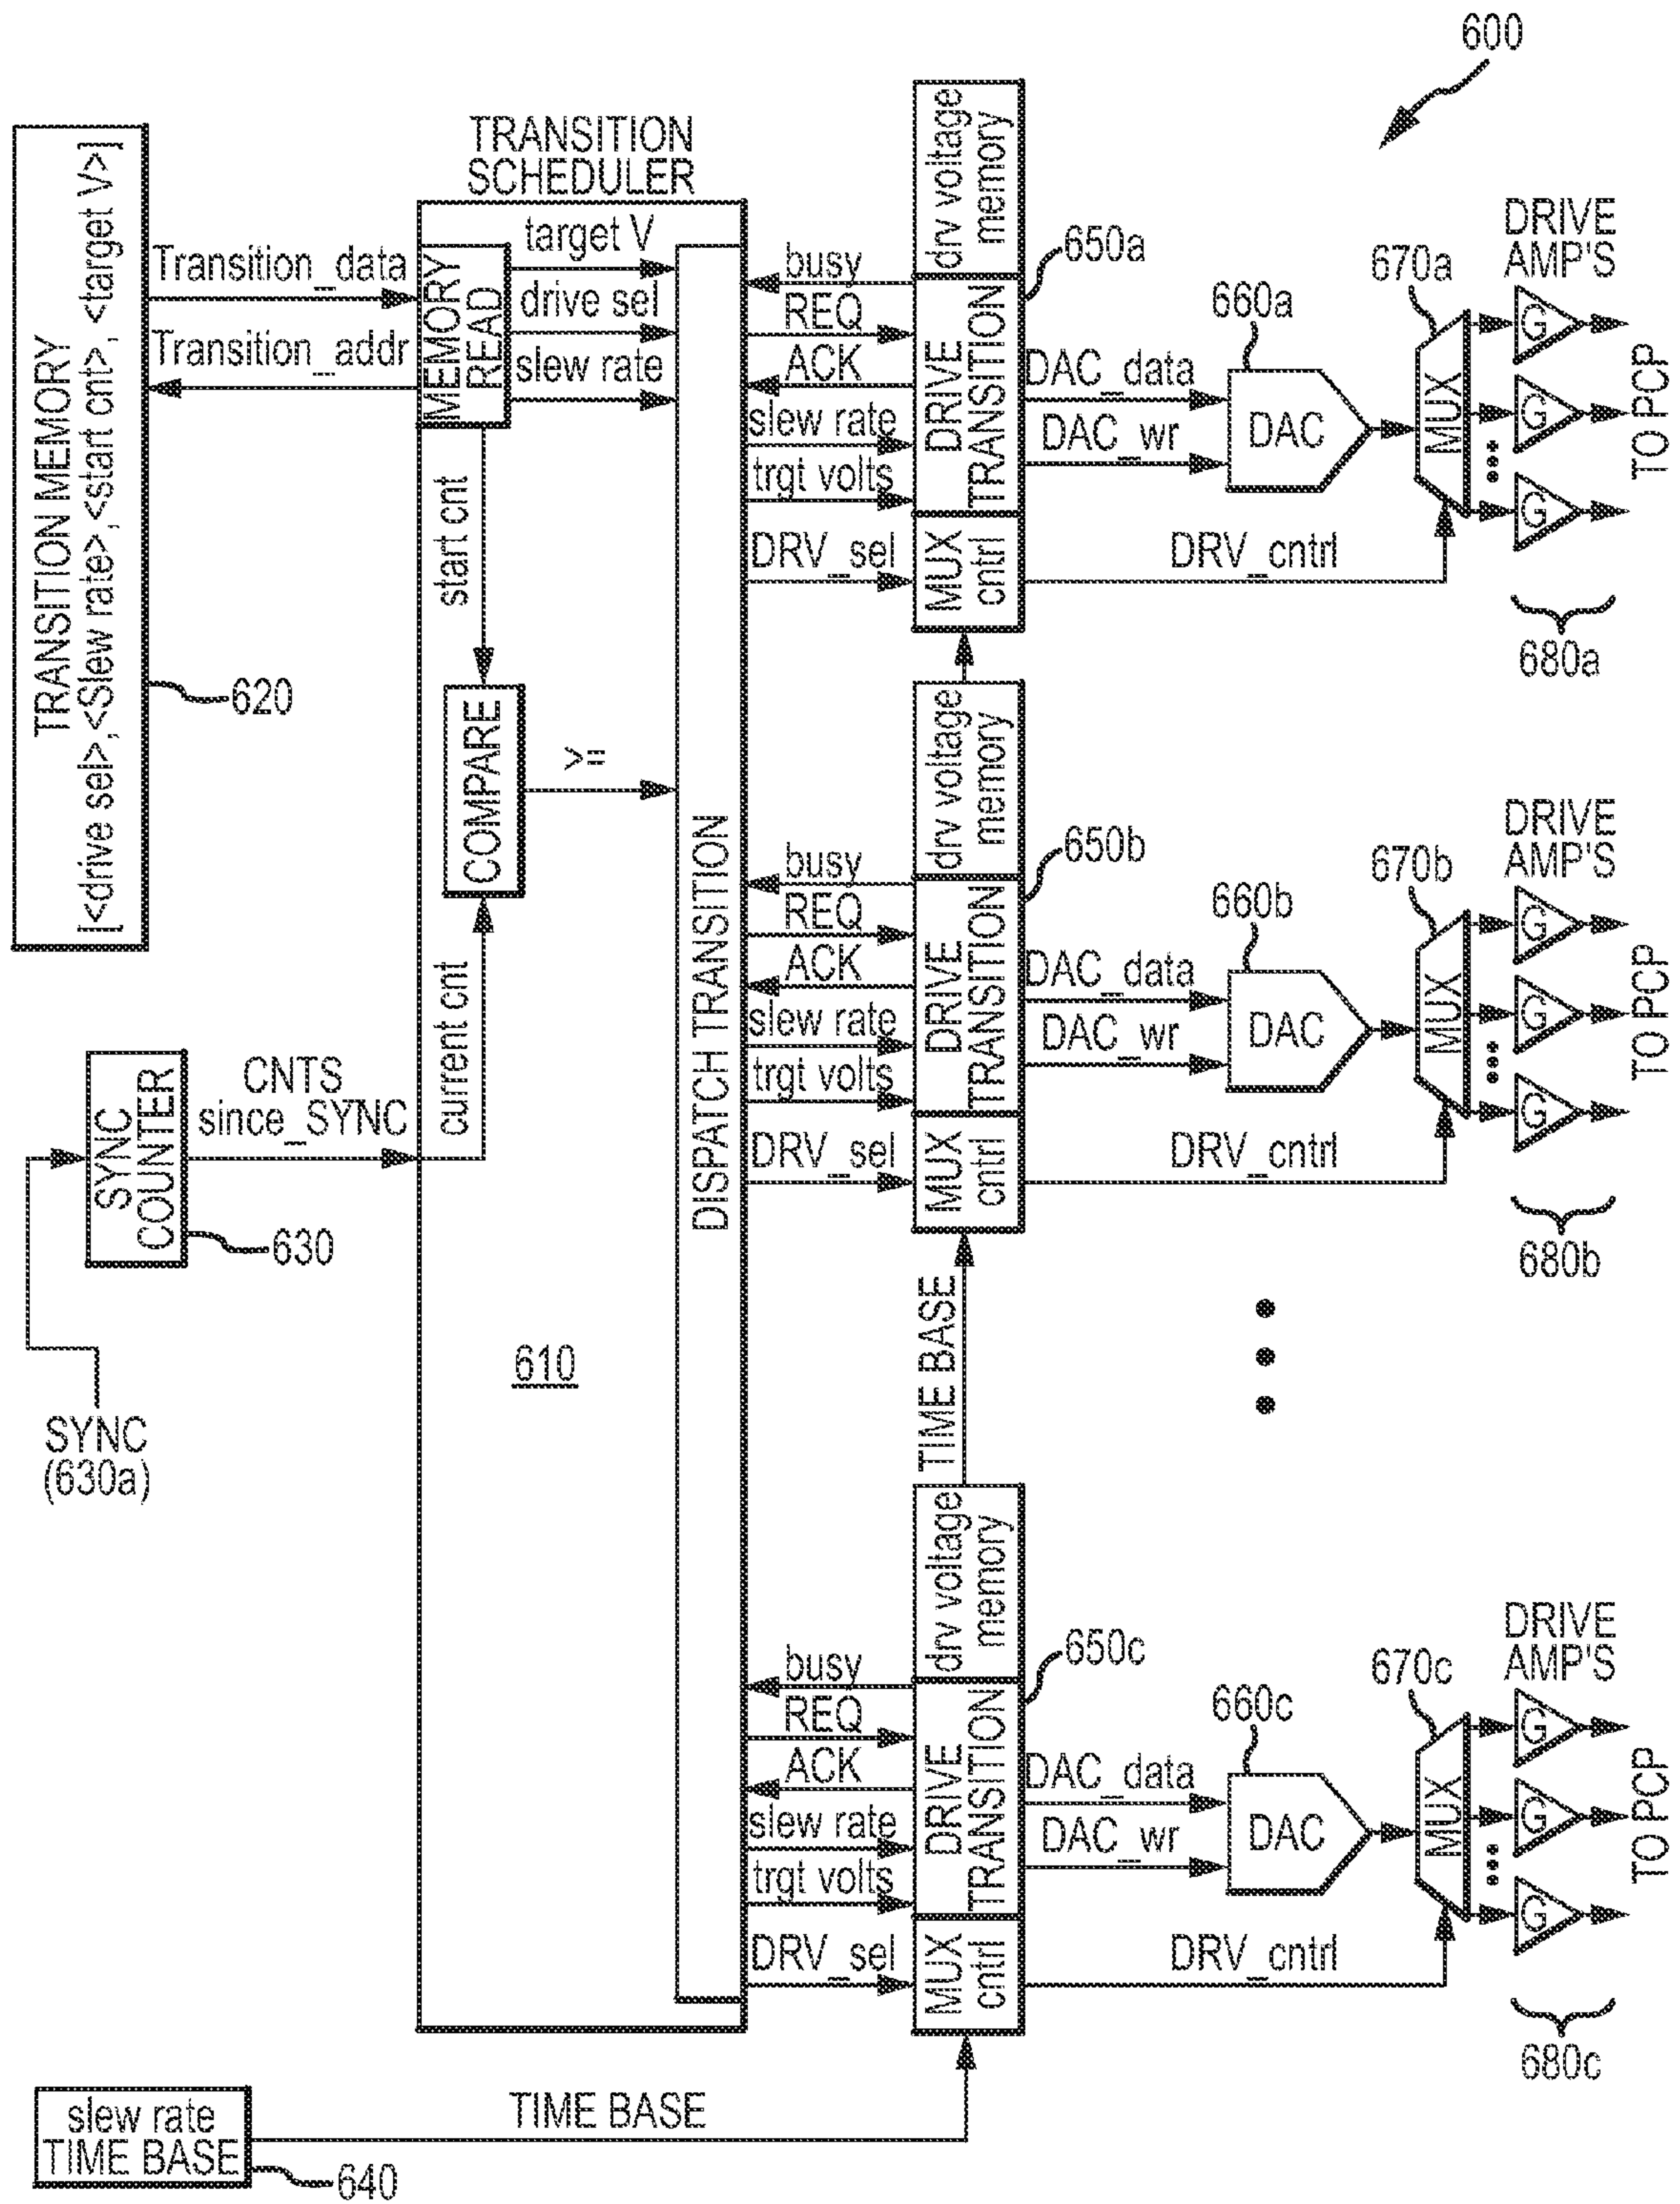 600
TRANSITION MEMORY
[<drive sel>,<Slew rate>,<start cnt>, <target V>]
620
Transition_data
Transition_addr
TRANSITION
SCHEDULER
MEMORY
READ
target V
drive sel
slew rate
start cnt
COMPARE
>=
current cnt
SYNC
COUNTER
630
CNTS
since_SYNC
SYNC
(630a)
610
DISPATCH TRANSITION
slew rate
TIME BASE
640
TIME BASE
TIME BASE
busy
REQ
ACK
slew rate
trgt volts
DRV_sel
drv voltage
memory
DRIVE
TRANSITION
MUX
cntrl
650a
DAC_data
DAC_wr
DRV_cntrl
660a
DAC
670a
MUX
DRIVE
AMP'S
G
G
G
TO PCP
680a
busy
REQ
ACK
slew rate
trgt volts
DRV_sel
drv voltage
memory
DRIVE
TRANSITION
MUX
cntrl
650b
DAC_data
DAC_wr
DRV_cntrl
660b
DAC
670b
MUX
DRIVE
AMP'S
G
G
G
TO PCP
680b
busy
REQ
ACK
slew rate
trgt volts
DRV_sel
drv voltage
memory
DRIVE
TRANSITION
MUX
cntrl
650c
DAC_data
DAC_wr
DRV_cntrl
660c
DAC
670c
MUX
DRIVE
AMP'S
G
G
G
TO PCP
680c